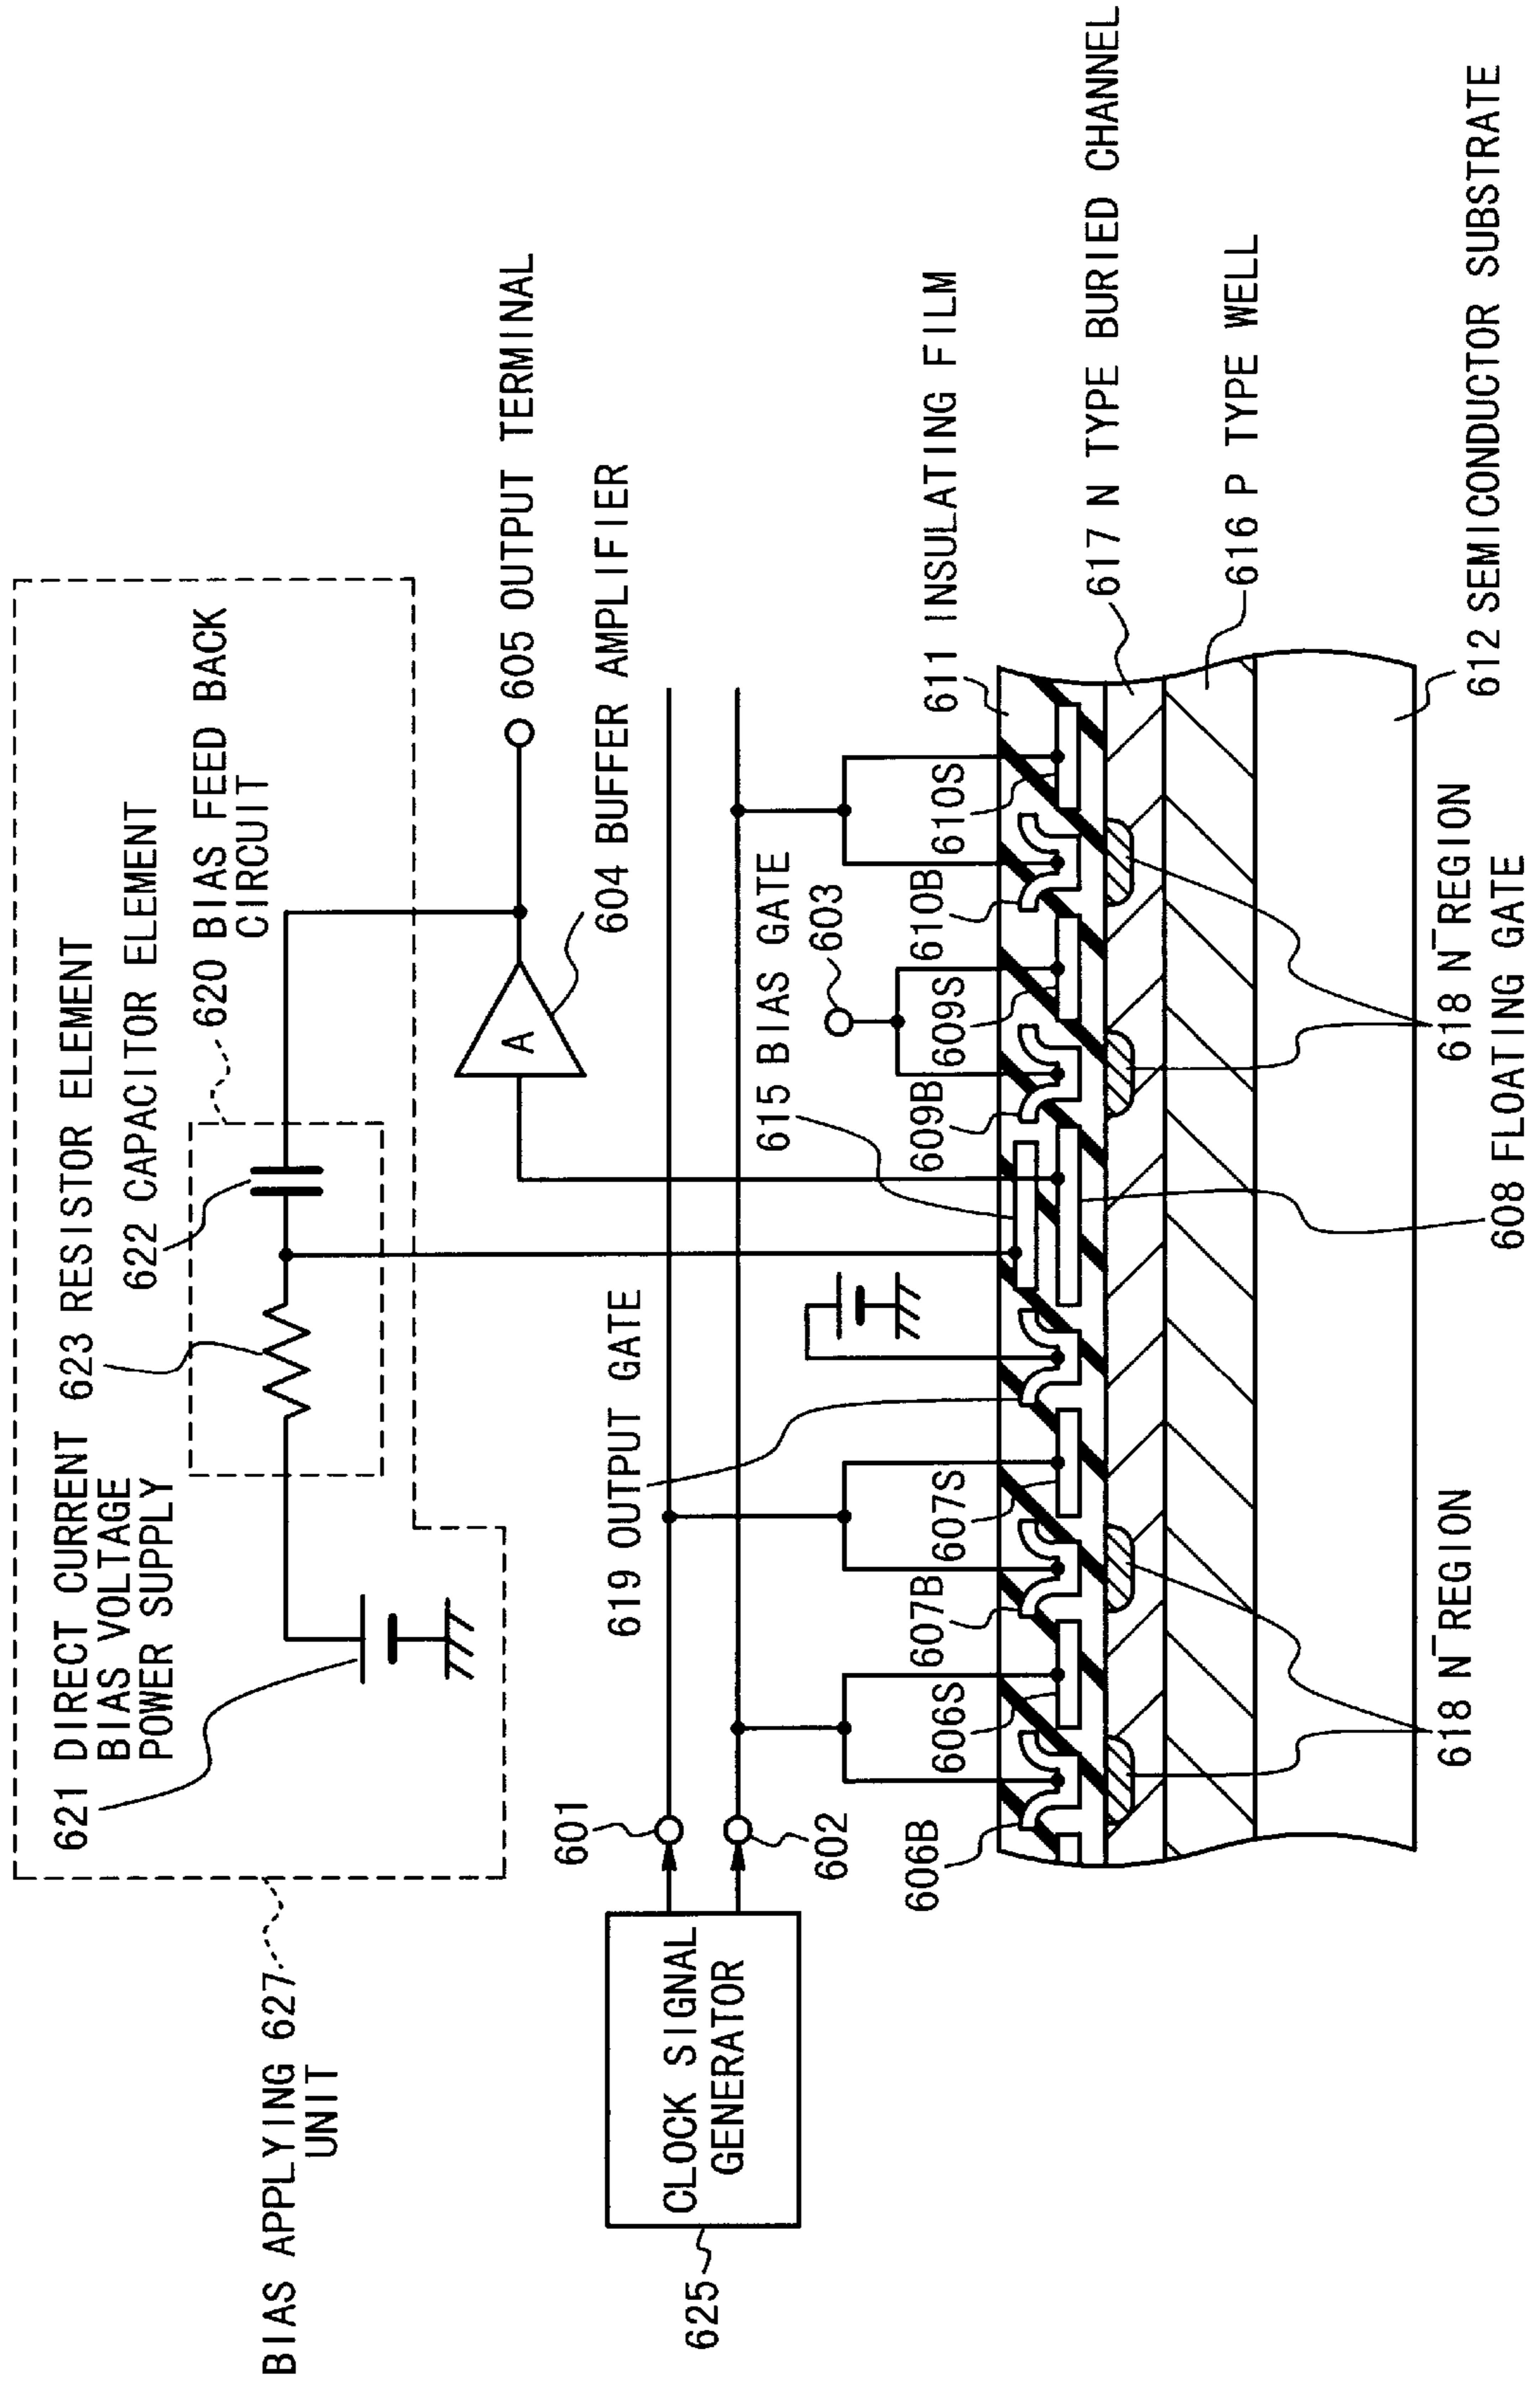 621 DIRECT CURRENT
BIAS VOLTAGE
POWER SUPPLY
623 RESISTOR ELEMENT
622 CAPACITOR ELEMENT
620 BIAS FEED BACK
CIRCUIT
BIAS APPLYING 627
UNIT
A
605 OUTPUT TERMINAL
604 BUFFER AMPLIFIER
601
602
CLOCK SIGNAL
GENERATOR
625
619 OUTPUT GATE
615 BIAS GATE
603
606B
606S
607B
607S
609B
609S
610B
610S
611 INSULATING FILM
617 N TYPE BURIED CHANNEL
616 P TYPE WELL
612 SEMICONDUCTOR SUBSTRATE
618 N⁻ REGION
618 N⁻ REGION
608 FLOATING GATE